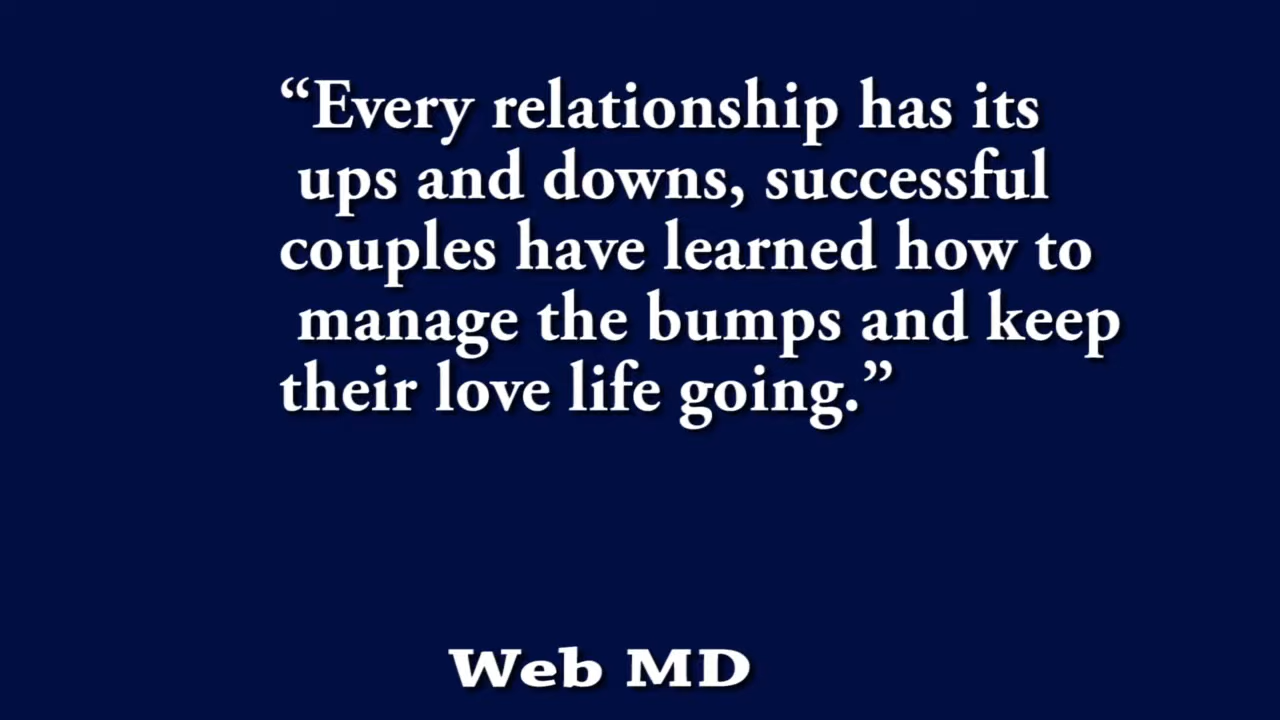 “Every relationship has its
ups and downs, successful
couples have learned how to
manage the bumps and keep
their love life going.”
Web MD